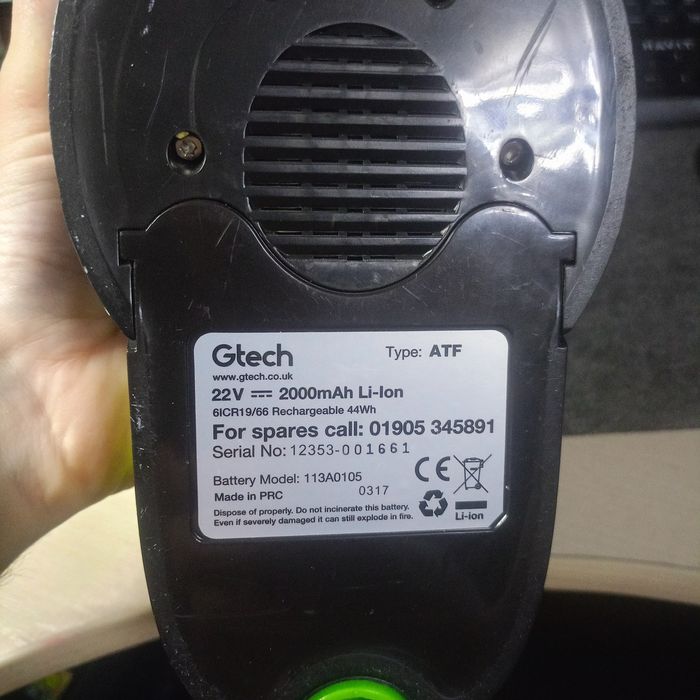 HAVIT
Gtech Type: ATF
www.gtech.co.uk
22V 2000mAh Li-Ion
6ICR19/66 Rechargeable 44Wh
For spares call: 01905 345891
Serial No: 12353-001661
Battery Model: 113A0105
Made in PRC 0317
CE
Dispose of properly. Do not incinerate this battery.
Even if severely damaged it can still explode in fire.
Li-ion